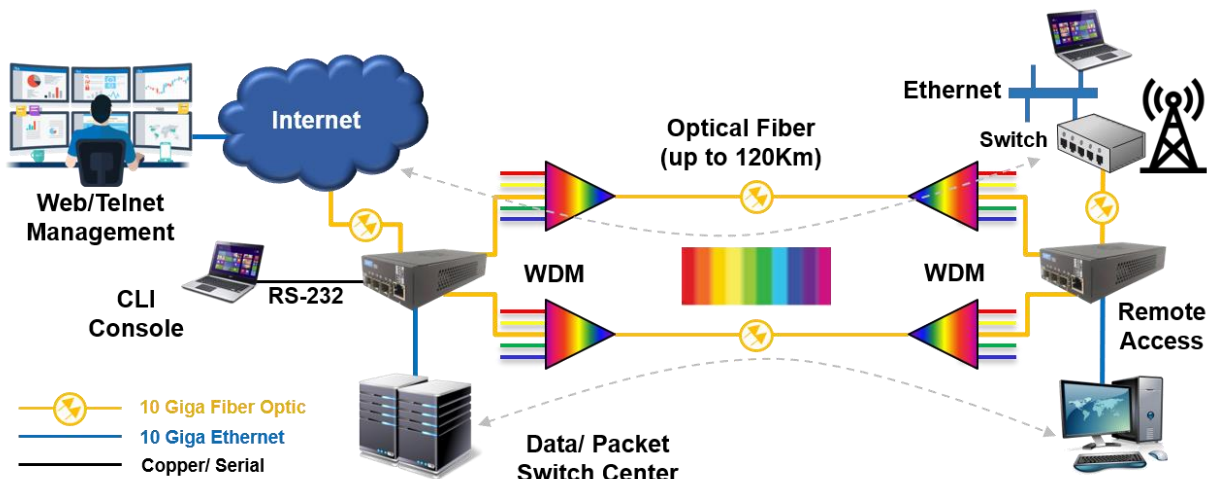 Internet
Web/Telnet
Management
CLI
Console
RS-232
WDM
Optical Fiber
(up to 120Km)
WDM
Ethernet
Switch
Remote
Access
Data/ Packet
Switch Center
10 Giga Fiber Optic
10 Giga Ethernet
Copper/ Serial